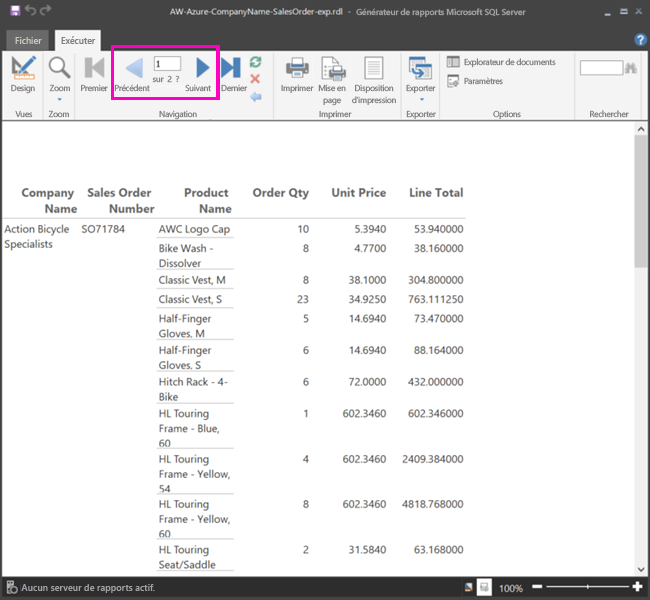 AW-Azure-CompanyName-SalesOrder-exp.rdl - Générateur de rapports Microsoft SQL Server
Fichier Exécuter
Design Zoom Premier Précédent 1 sur 2 ? Suivant Dernier Imprimer Mise en page Disposition d'impression Exporter Explorateur de documents Paramètres
Vues Zoom Navigation Imprimer Exporter Options Rechercher
Company Name Sales Order Number Product Name Order Qty Unit Price Line Total
Action Bicycle SO71784 AWC Logo Cap 10 5.3940 53.940000
Specialists Bike Wash - 8 4.7700 38.160000
Dissolver
Classic Vest, M 8 38.1000 304.800000
Classic Vest, S 23 34.9250 763.111250
Half-Finger 5 14.6940 73.470000
Gloves, M
Half-Finger 6 14.6940 88.164000
Gloves, S
Hitch Rack - 4- 6 72.0000 432.000000
Bike
HL Touring 1 602.3460 602.346000
Frame - Blue,
60
HL Touring 4 602.3460 2409.384000
Frame - Yellow,
54
HL Touring 8 602.3460 4818.768000
Frame - Yellow,
60
HL Touring 2 31.5840 63.168000
Seat/Saddle
Aucun serveur de rapports actif. 100%